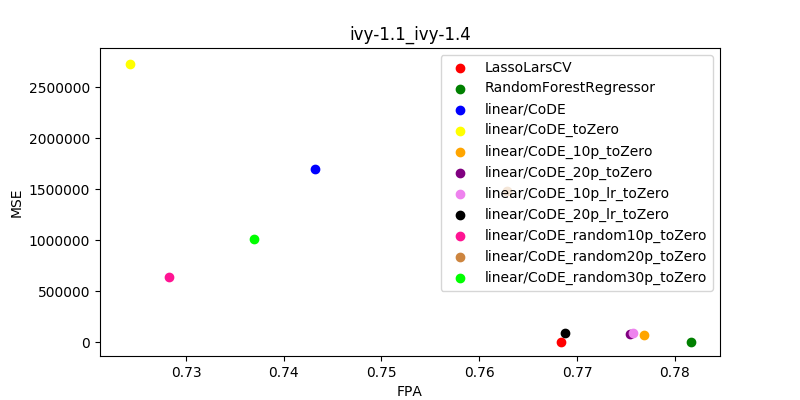 ivy-1.1_ivy-1.4
MSE
2500000
2000000
1500000
1000000
500000
0
LassoLarsCV
RandomForestRegressor
linear/CoDE
linear/CoDE_toZero
linear/CoDE_10p_toZero
linear/CoDE_20p_toZero
linear/CoDE_10p_lr_toZero
linear/CoDE_20p_lr_toZero
linear/CoDE_random10p_toZero
linear/CoDE_random20p_toZero
linear/CoDE_random30p_toZero
0.73 0.74 0.75 0.76 0.77 0.78
FPA